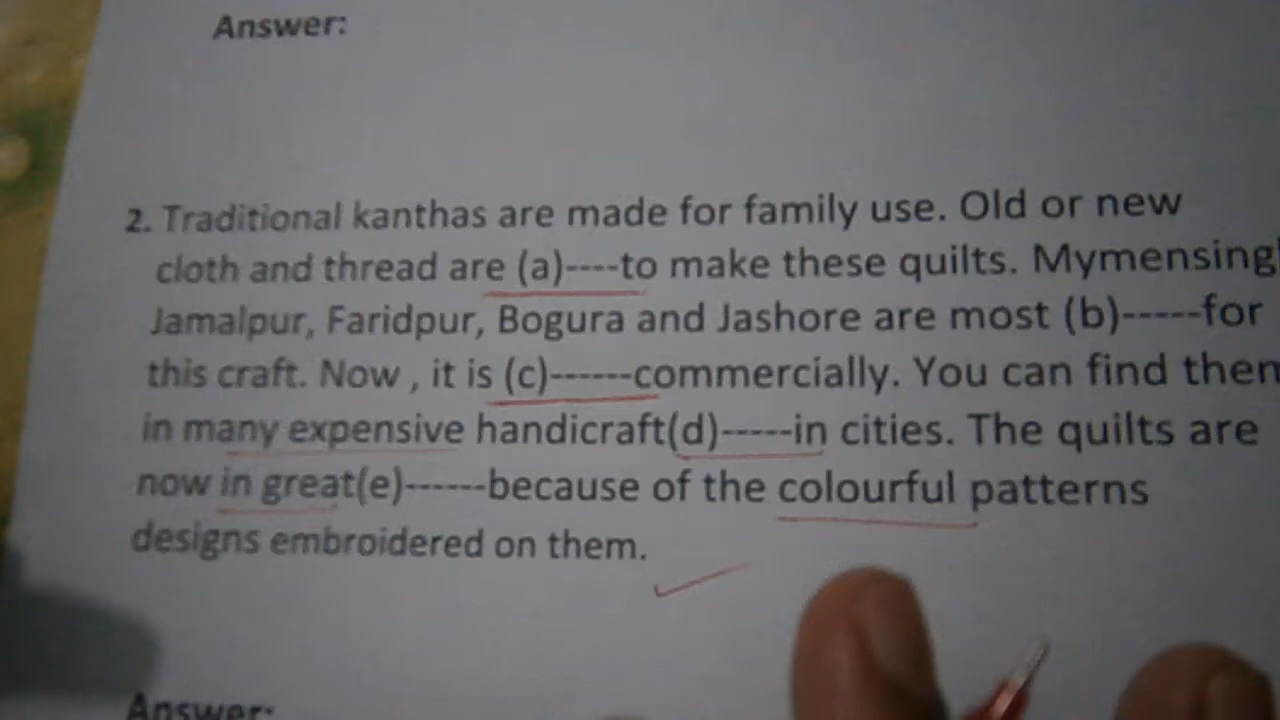 Answer:
2. Traditional kanthas are made for family use. Old or new
cloth and thread are (a)----to make these quilts. Mymensing
Jamalpur, Faridpur, Bogura and Jashore are most (b)-----for
this craft. Now , it is (c)------commercially. You can find
in many expensive handicraft(d)-----in cities. The quilts are
now in great(e)------because of the colourful patterns
designs embroidered on them.
Answer: